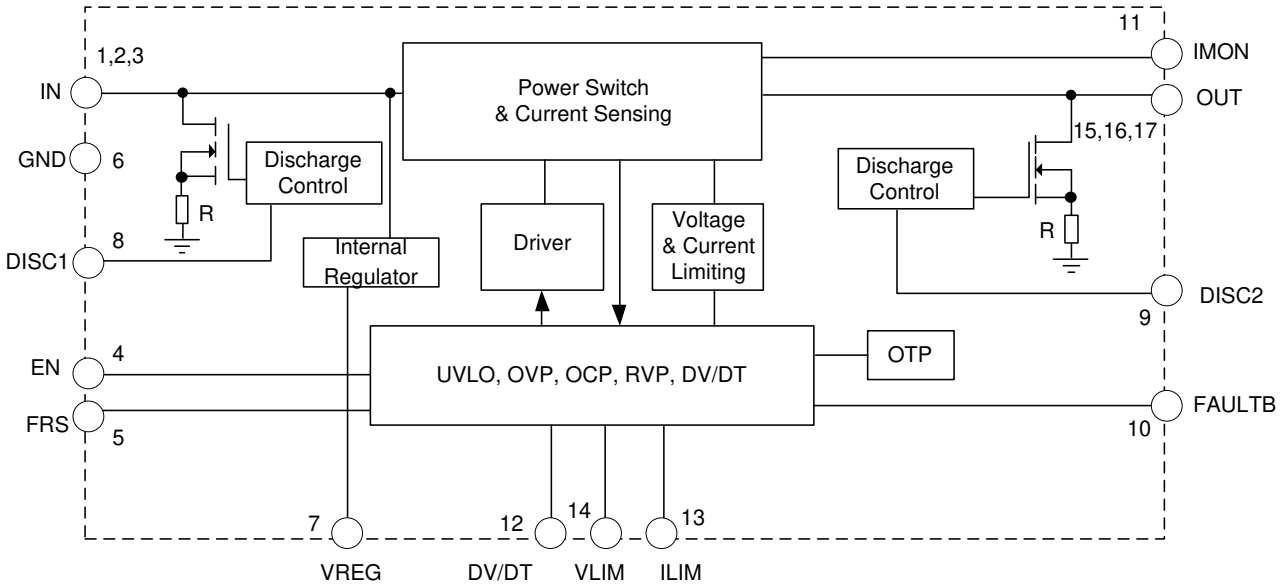 11
1,2,3
IMON
IN
Power Switch
& Current Sensing
OUT
15,16,17
GND
6
Discharge
Control
Discharge
Control
R
Driver
Voltage
& Current
Limiting
R
8
DISC1
Internal
Regulator
DISC2
9
4
EN
UVLO, OVP, OCP, RVP, DV/DT
OTP
FRS
5
FAULTB
10
7
12
14
13
VREG
DV/DT
VLIM
ILIM